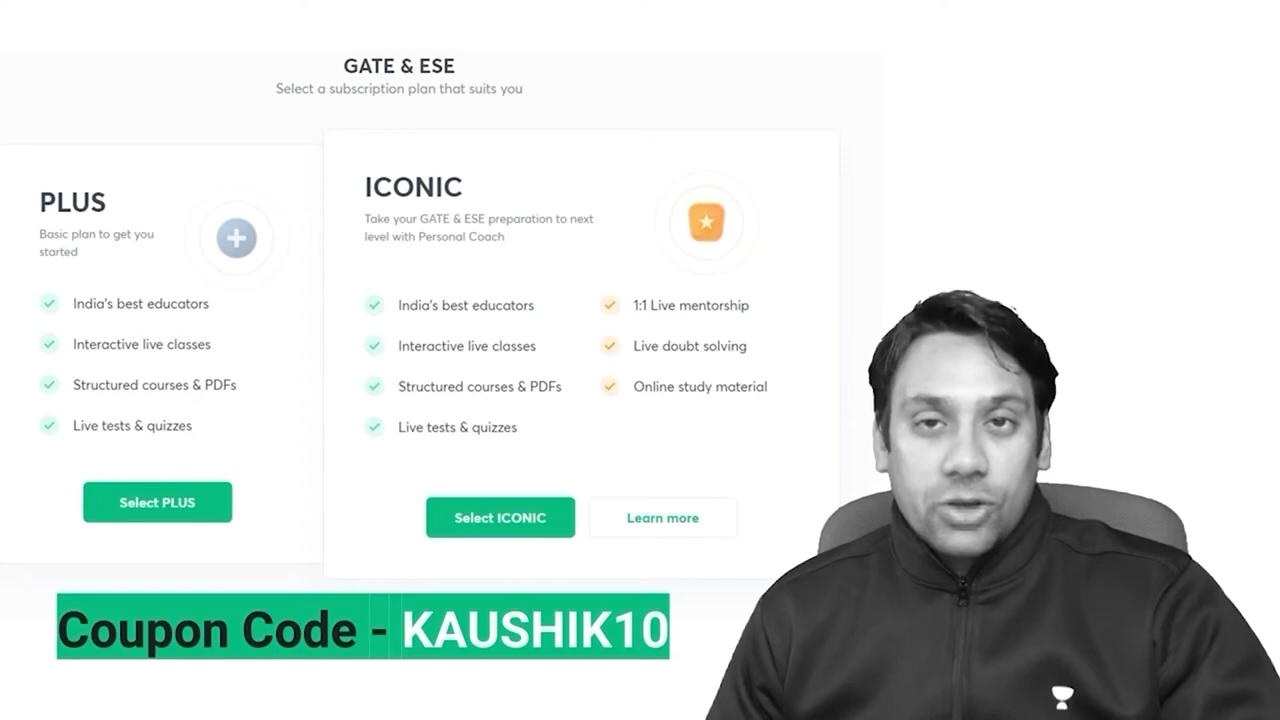 GATE & ESE
Select a subscription plan that suits you
PLUS
Basic plan to get you
started
India's best educators
Interactive live classes
Structured courses & PDFs
Live tests & quizzes
Select PLUS
ICONIC
Take your GATE & ESE preparation to next
level with Personal Coach
India's best educators
Interactive live classes
Structured courses & PDFs
Live tests & quizzes
1:1 Live mentorship
Live doubt solving
Online study material
Select ICONIC
Learn more
Coupon Code - KAUSHIK10